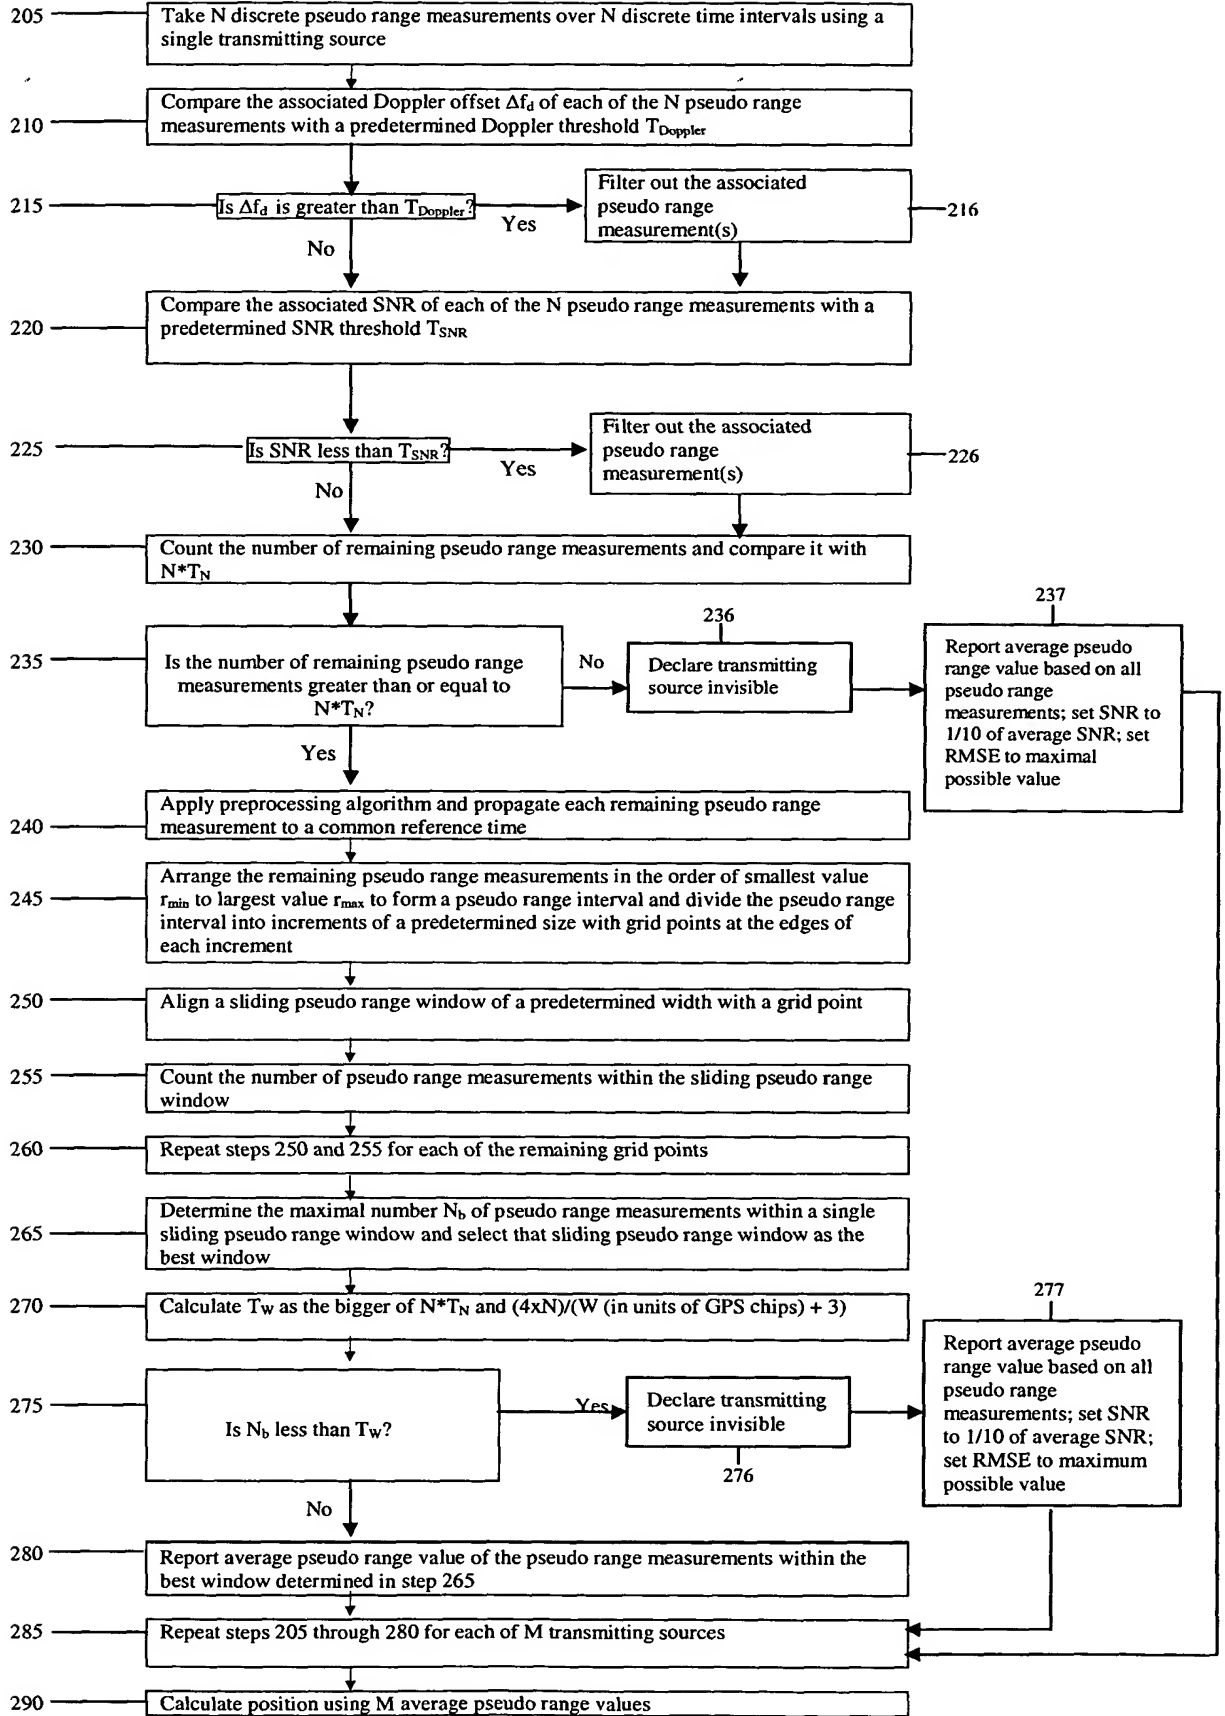 205
Take N discrete pseudo range measurements over N discrete time intervals using a
single transmitting source
210
Compare the associated Doppler offset Δfd of each of the N pseudo range
measurements with a predetermined Doppler threshold TDoppler
215
Is Δfd is greater than TDoppler?
Yes
No
Filter out the associated
pseudo range
measurement(s)
216
220
Compare the associated SNR of each of the N pseudo range measurements with a
predetermined SNR threshold TSNR
225
Is SNR less than TSNR?
Yes
No
Filter out the associated
pseudo range
measurement(s)
226
230
Count the number of remaining pseudo range measurements and compare it with
N*TN
235
Is the number of remaining pseudo range
measurements greater than or equal to
N*TN?
No
Yes
236
Declare transmitting
source invisible
237
Report average pseudo
range value based on all
pseudo range
measurements; set SNR to
1/10 of average SNR; set
RMSE to maximal
possible value
240
Apply preprocessing algorithm and propagate each remaining pseudo range
measurement to a common reference time
245
Arrange the remaining pseudo range measurements in the order of smallest value
rmin to largest value rmax to form a pseudo range interval and divide the pseudo range
interval into increments of a predetermined size with grid points at the edges of
each increment
250
Align a sliding pseudo range window of a predetermined width with a grid point
255
Count the number of pseudo range measurements within the sliding pseudo range
window
260
Repeat steps 250 and 255 for each of the remaining grid points
265
Determine the maximal number Nb of pseudo range measurements within a single
sliding pseudo range window and select that sliding pseudo range window as the
best window
270
Calculate TW as the bigger of N*TN and (4xN)/(W (in units of GPS chips) + 3)
275
Is Nb less than TW?
Yes
No
Declare transmitting
source invisible
276
277
Report average pseudo
range value based on all
pseudo range
measurements; set SNR
to 1/10 of average SNR;
set RMSE to maximum
possible value
280
Report average pseudo range value of the pseudo range measurements within the
best window determined in step 265
285
Repeat steps 205 through 280 for each of M transmitting sources
290
Calculate position using M average pseudo range values